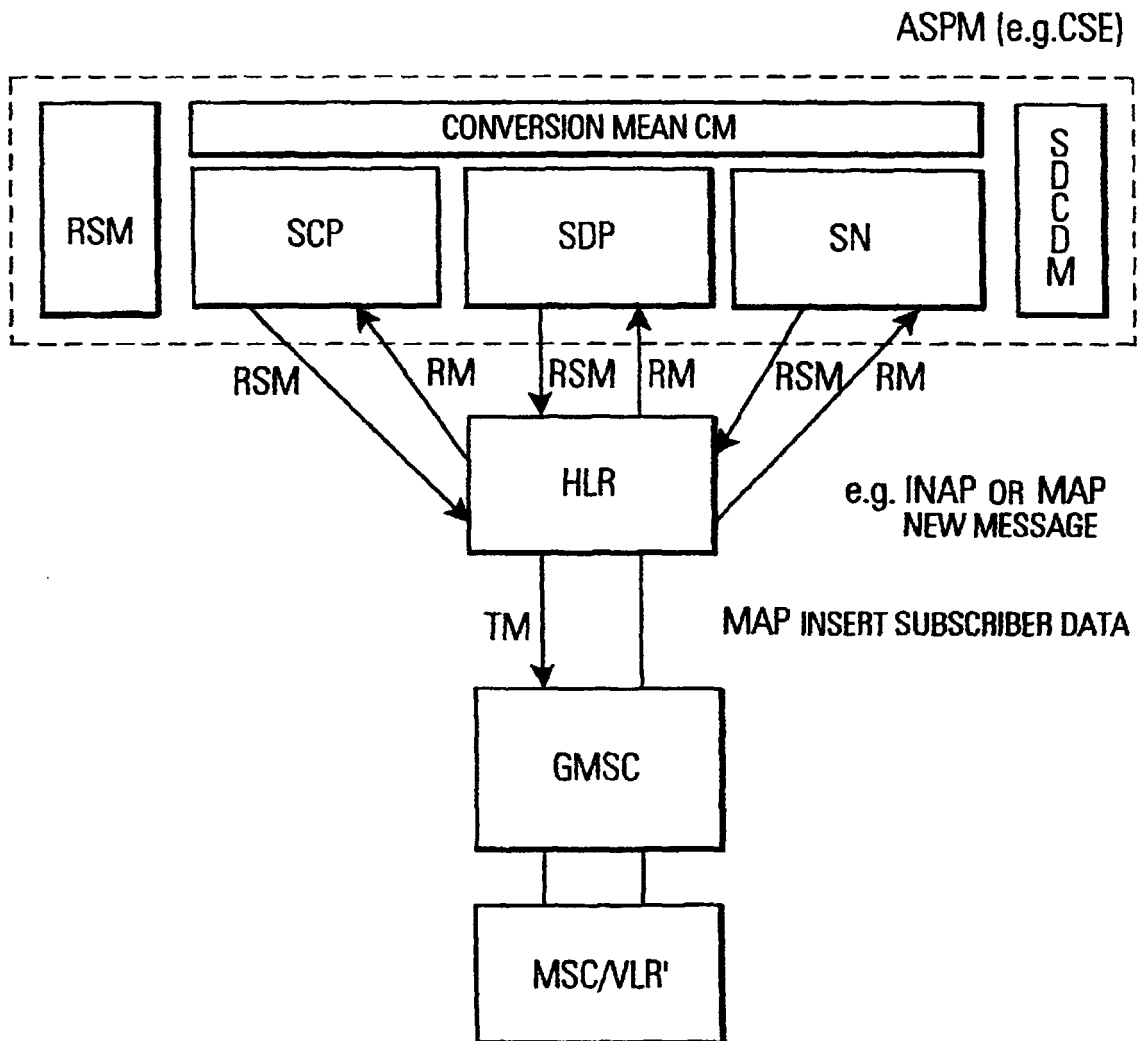 ASPM (e.g.CSE)
CONVERSION MEAN CM
RSM
SCP
SDP
SN
SDCDM
RSM
RM
RSM
RM
RSM
RM
HLR
e.g. INAP OR MAP
NEW MESSAGE
TM
MAP INSERT SUBSCRIBER DATA
GMSC
MSC/VLR'